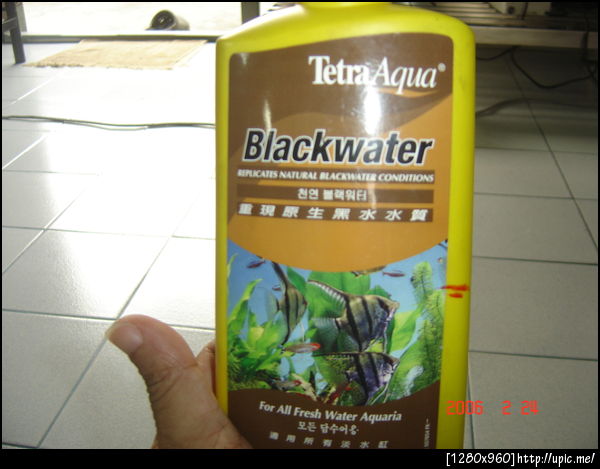 TetraAqua®
Blackwater
REPLICATES NATURAL BLACKWATER CONDITIONS
천연 블랙워터
重現原生黑水水質
For All Fresh Water Aquaria
모든 담수어용
適用所有淡水缸
2006 2 24
[1280x960]http://upic.me/